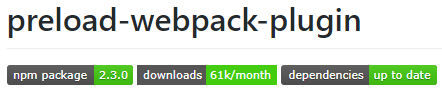 preload-webpack-plugin
npm package 2.3.0 downloads 61k/month dependencies up to date